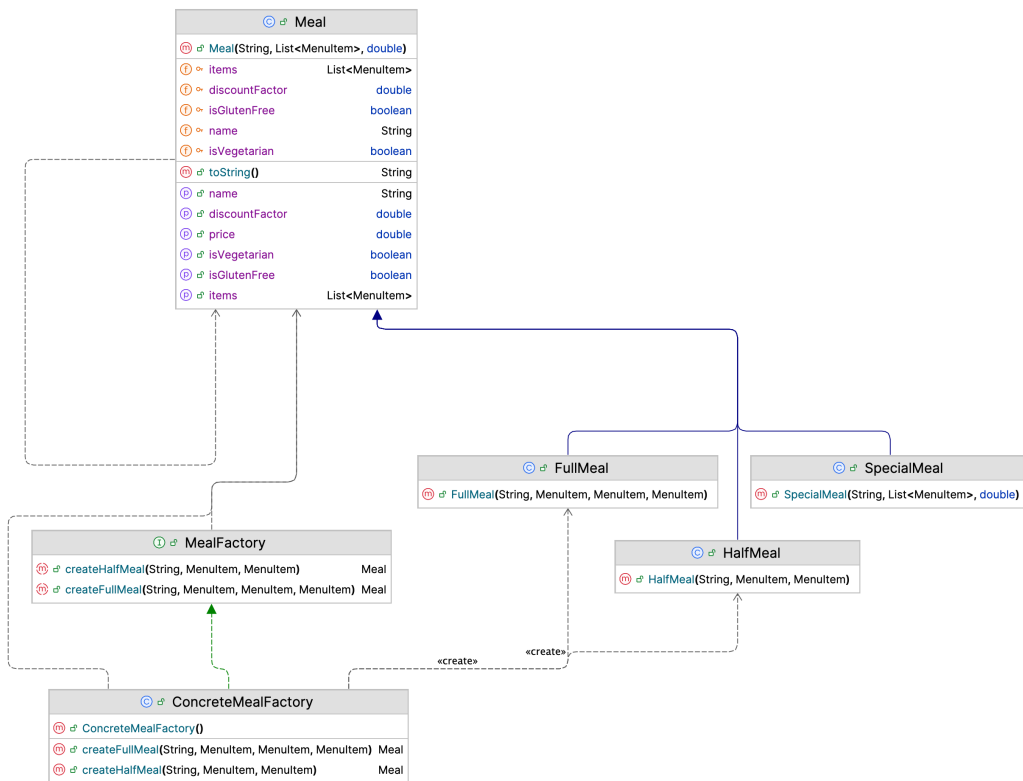 Meal
Meal(String, List<MenuItem>, double)
items List<MenuItem>
discountFactor double
isGlutenFree boolean
name String
isVegetarian boolean
toString() String
name String
discountFactor double
price double
isVegetarian boolean
isGlutenFree boolean
items List<MenuItem>
FullMeal
FullMeal(String, MenuItem, MenuItem, MenuItem)
SpecialMeal
SpecialMeal(String, List<MenuItem>, double)
MealFactory
createHalfMeal(String, MenuItem, MenuItem) Meal
createFullMeal(String, MenuItem, MenuItem, MenuItem) Meal
HalfMeal
HalfMeal(String, MenuItem, MenuItem)
«create»
«create»
ConcreteMealFactory
ConcreteMealFactory()
createFullMeal(String, MenuItem, MenuItem, MenuItem) Meal
createHalfMeal(String, MenuItem, MenuItem) Meal